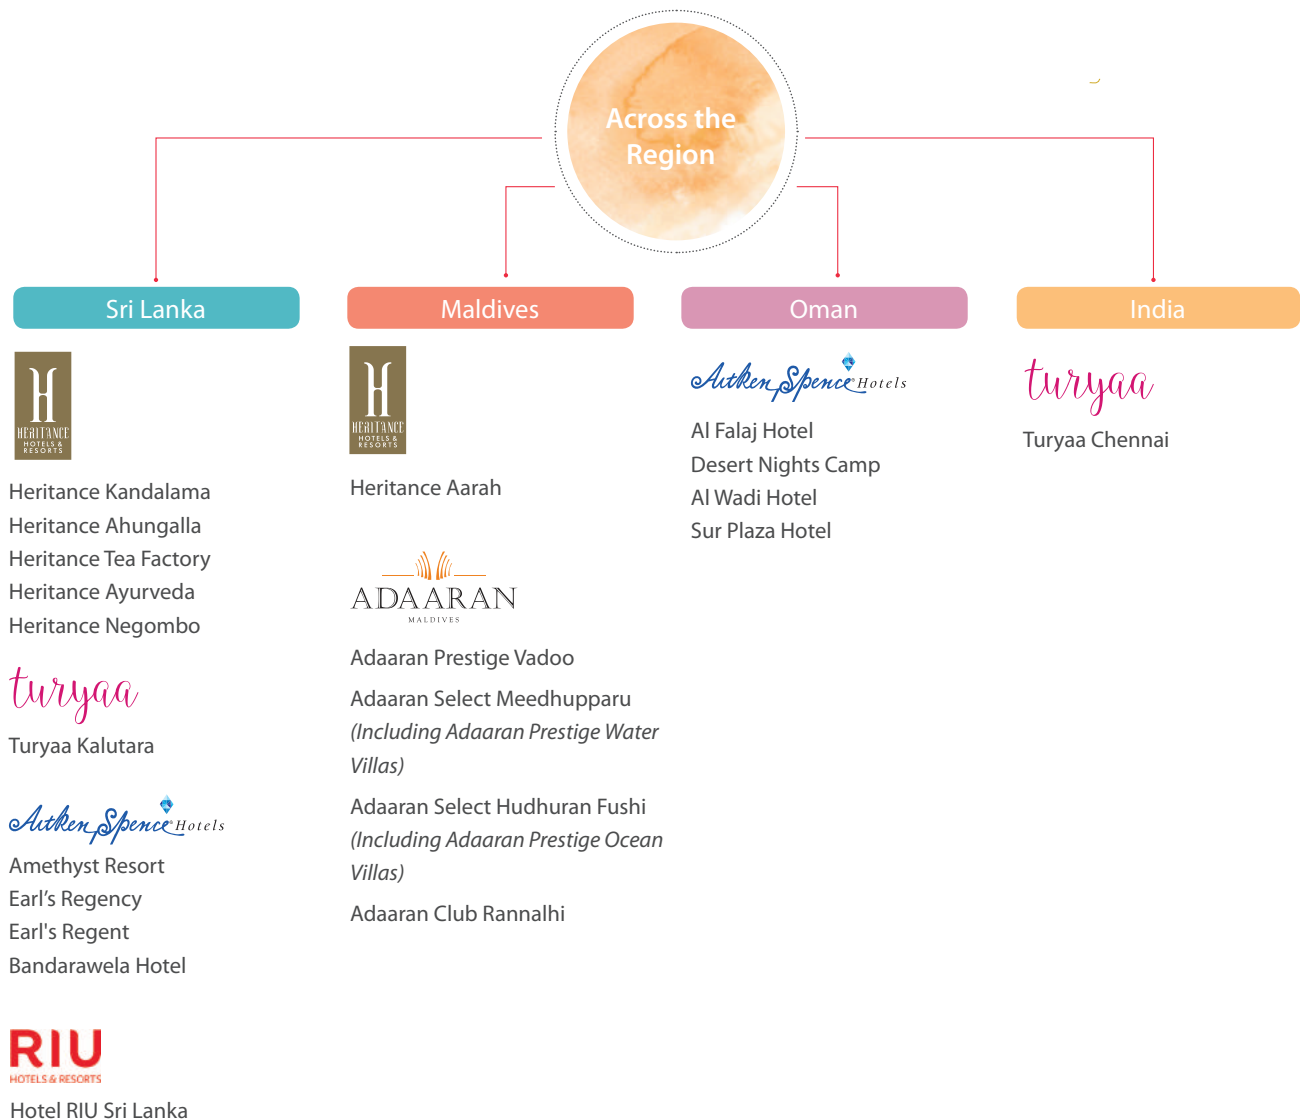 Across the
Region
Sri Lanka
HERITANCE
HOTELS &
RESORTS
Heritance Kandalama
Heritance Ahungalla
Heritance Tea Factory
Heritance Ayurveda
Heritance Negombo
turyaa
Turyaa Kalutara
Aitken Spence Hotels
Amethyst Resort
Earl’s Regency
Earl's Regent
Bandarawela Hotel
RIU
HOTELS & RESORTS
Hotel RIU Sri Lanka
Maldives
HERITANCE
HOTELS &
RESORTS
Heritance Aarah
ADAARAN
MALDIVES
Adaaran Prestige Vadoo
Adaaran Select Meedhupparu
(Including Adaaran Prestige Water
Villas)
Adaaran Select Hudhuran Fushi
(Including Adaaran Prestige Ocean
Villas)
Adaaran Club Rannalhi
Oman
Aitken Spence Hotels
Al Falaj Hotel
Desert Nights Camp
Al Wadi Hotel
Sur Plaza Hotel
India
turyaa
Turyaa Chennai